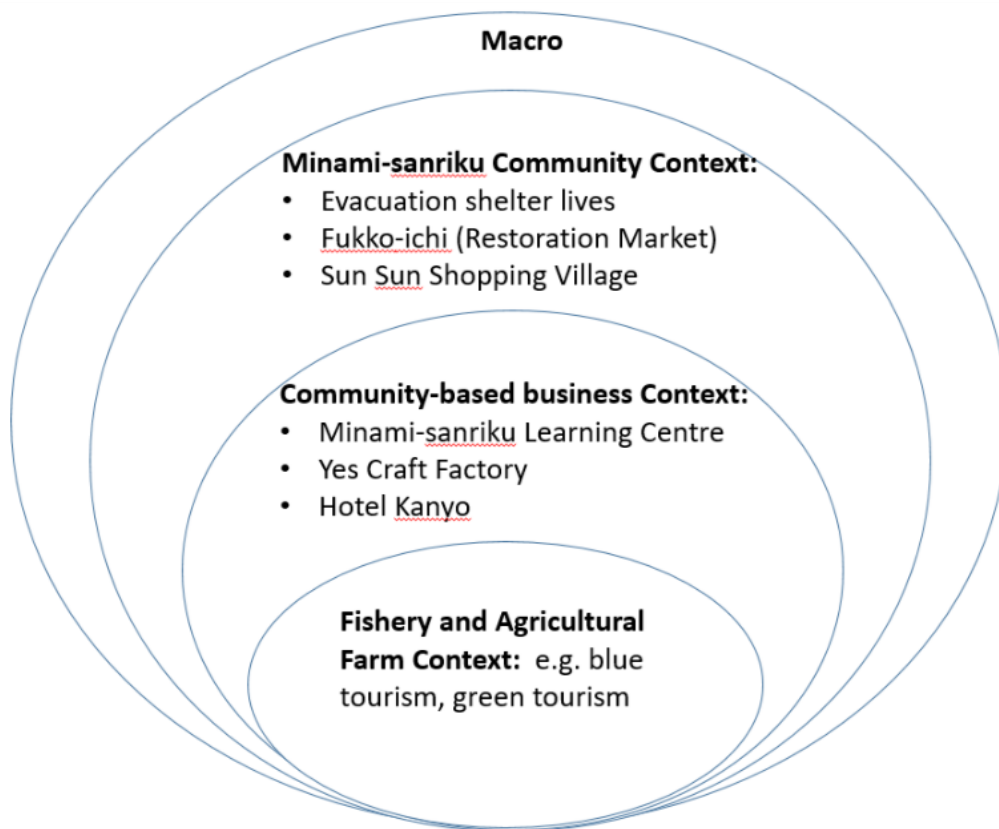 Macro
Minami-sanriku Community Context:
• Evacuation shelter lives
• Fukko-ichi (Restoration Market)
• Sun Sun Shopping Village
Community-based business Context:
• Minami-sanriku Learning Centre
• Yes Craft Factory
• Hotel Kanyo
Fishery and Agricultural
Farm Context: e.g. blue
tourism, green tourism